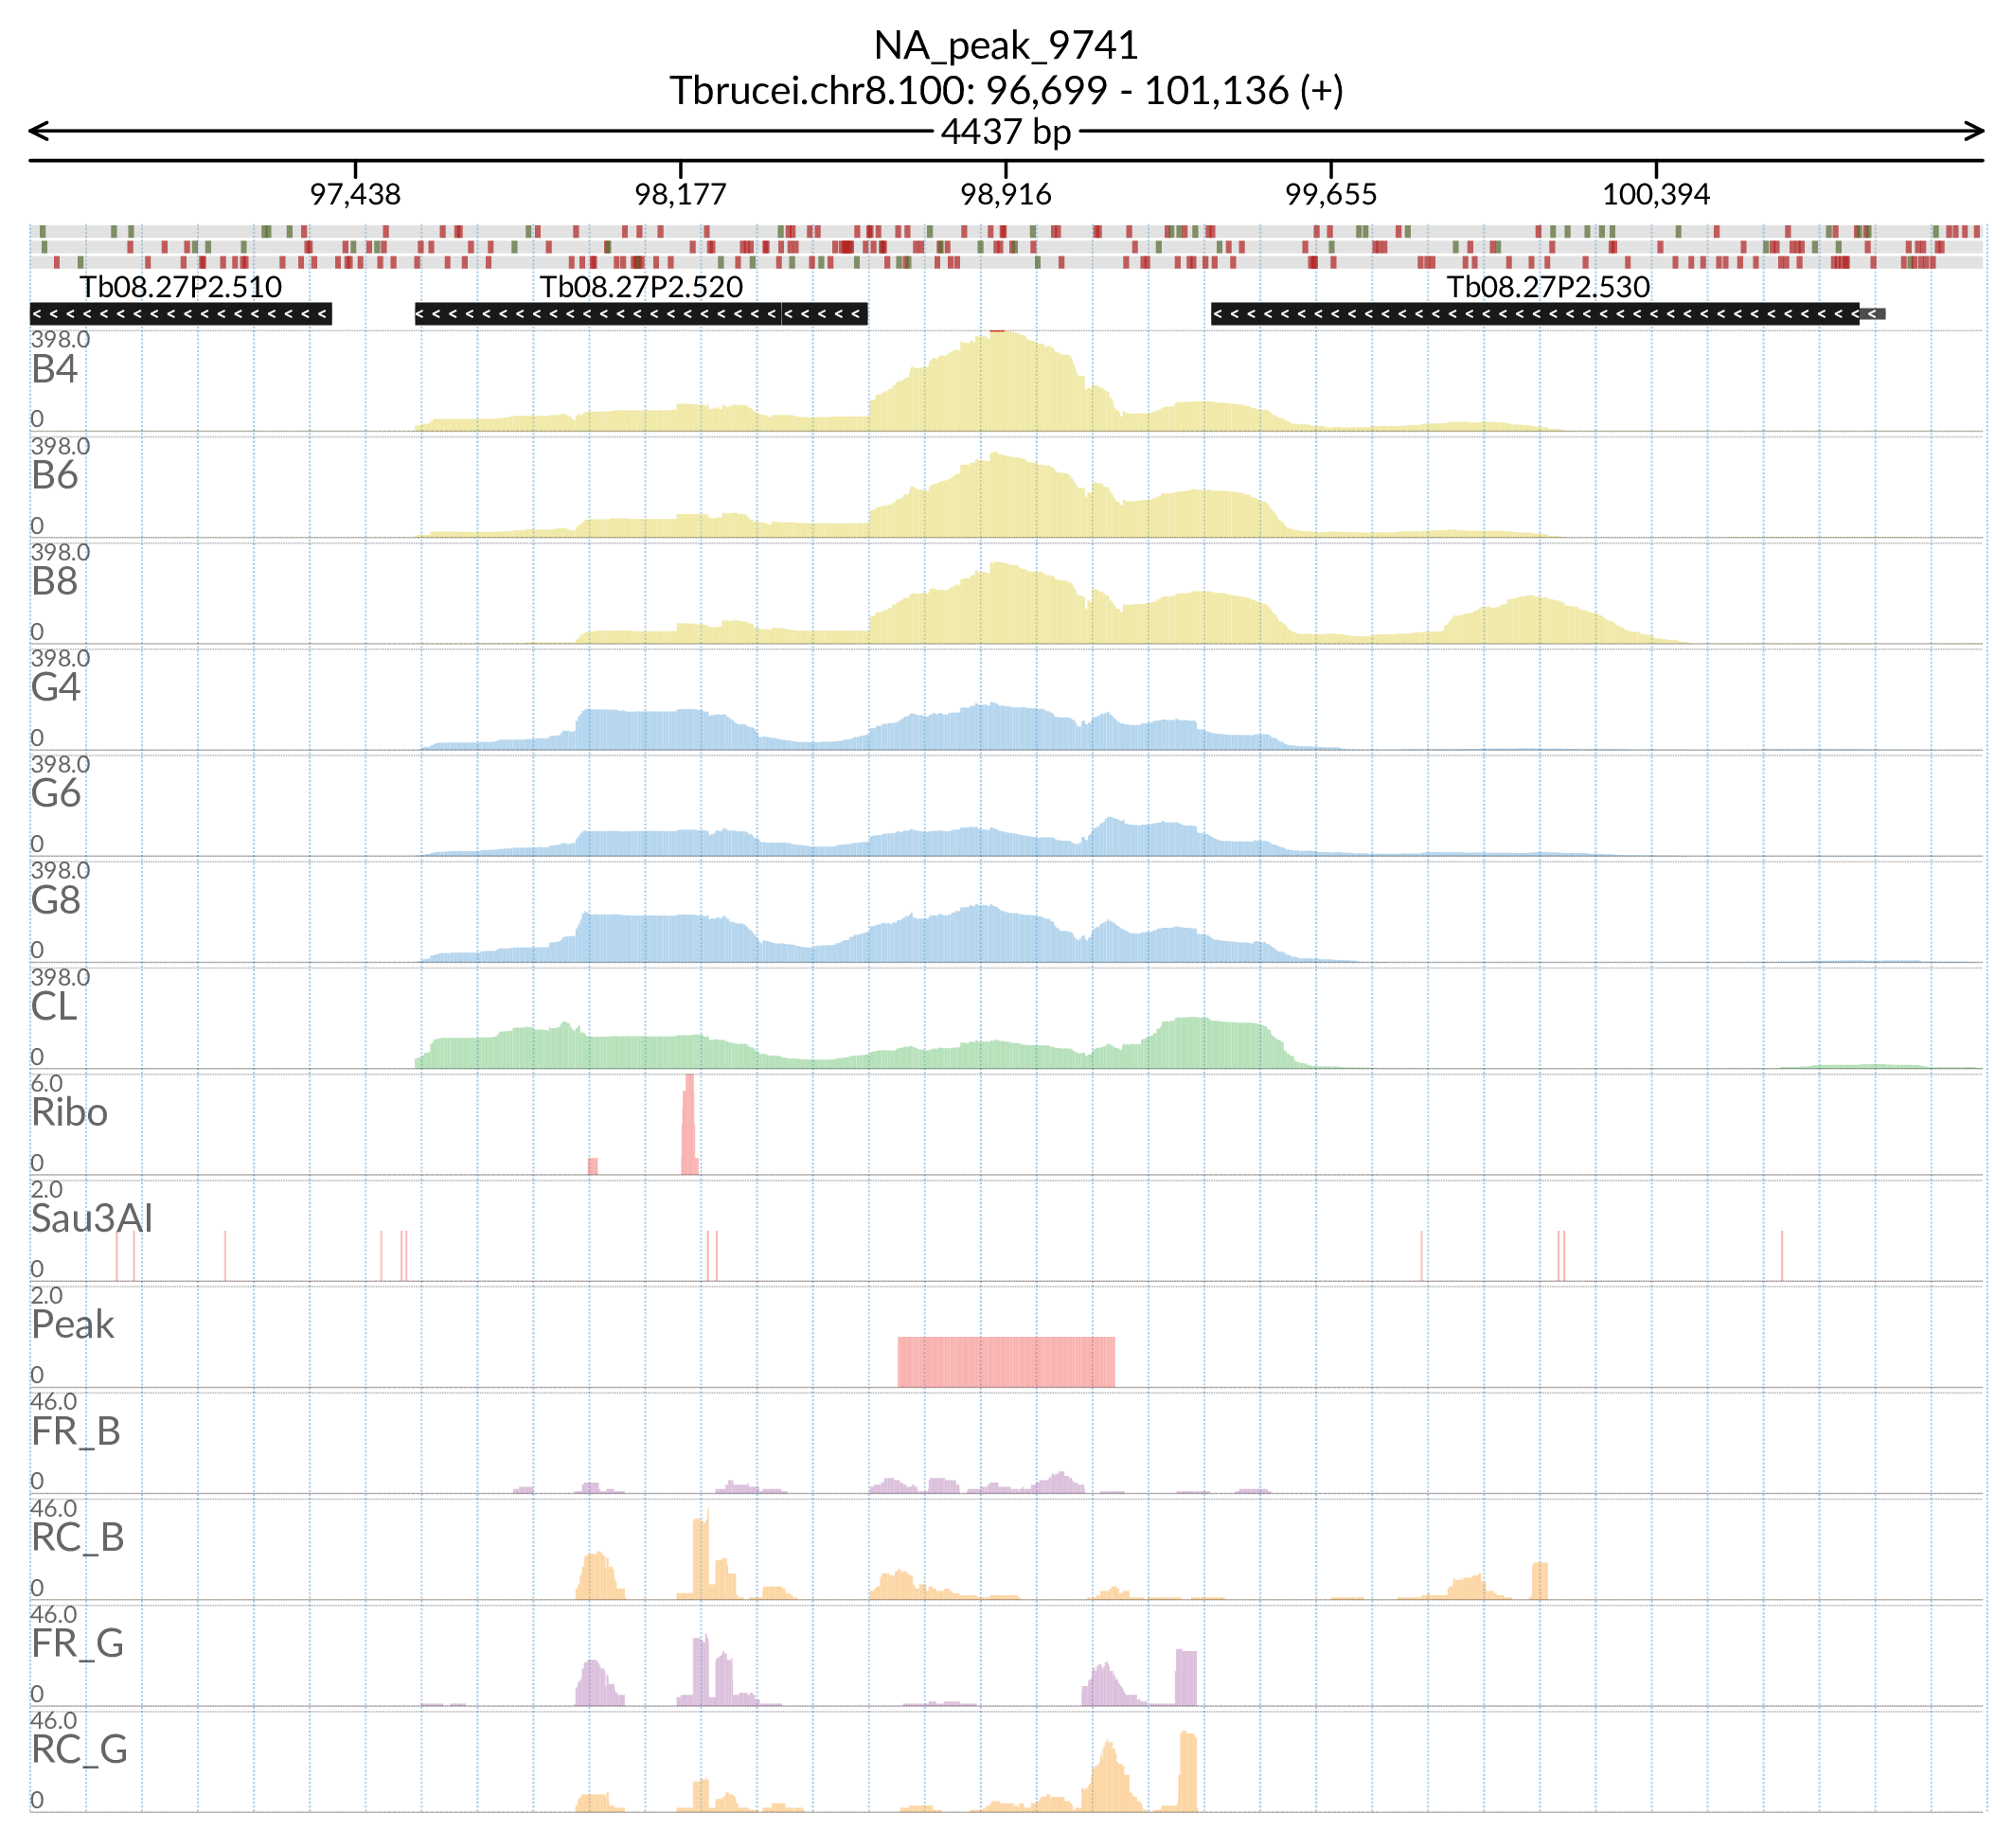 NA_peak_9741
Tbrucei.chr8.100: 96,699 - 101,136 (+)
4437 bp
97,438 98,177 98,916 99,655 100,394
Tb08.27P2.510 Tb08.27P2.520 Tb08.27P2.530
398.0
B4
0
398.0
B6
0
398.0
B8
0
398.0
G4
0
398.0
G6
0
398.0
G8
0
398.0
CL
0
6.0
Ribo
0
2.0
Sau3AI
0
2.0
Peak
0
46.0
FR_B
0
46.0
RC_B
0
46.0
FR_G
0
46.0
RC_G
0